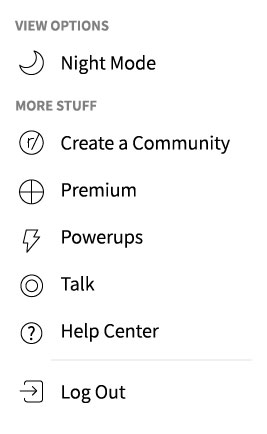 VIEW OPTIONS
Night Mode
MORE STUFF
r/ Create a Community
Premium
Powerups
Talk
? Help Center
Log Out